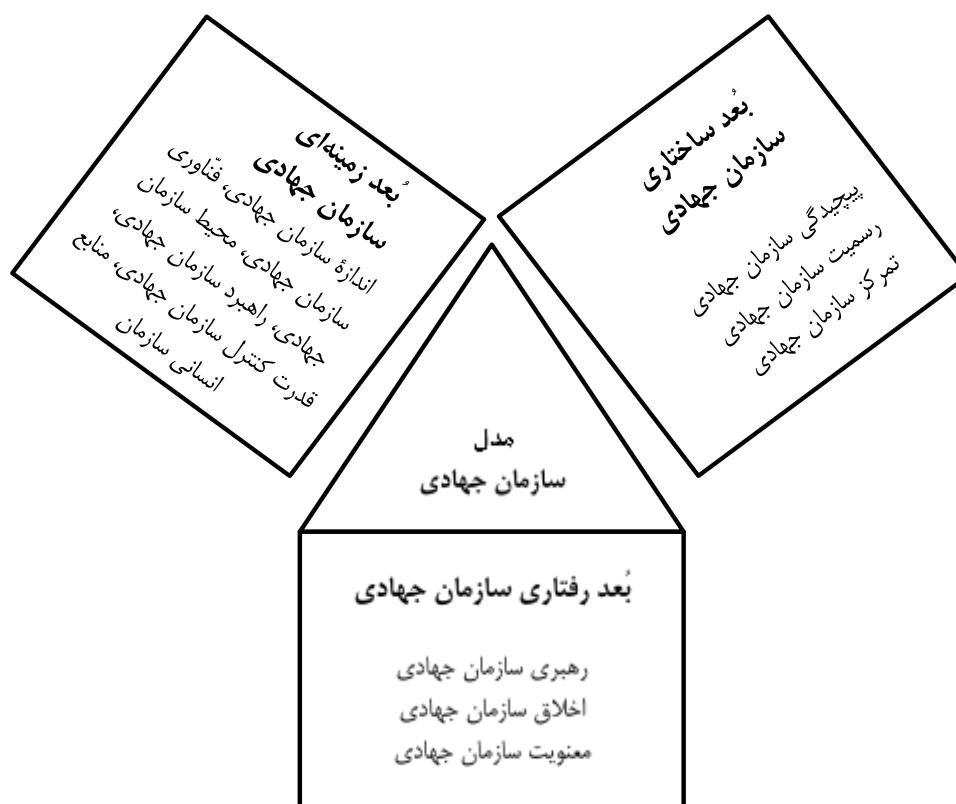 بُعد ساختاری
سازمان جهادی
پیچیدگی سازمان جهادی
رسمیت سازمان جهادی
تمرکز سازمان جهادی
بُعد زمینه‌ای
سازمان جهادی
اندازهٔ سازمان جهادی، فنّاوری
سازمان جهادی، محیط سازمان
جهادی، راهبرد سازمان جهادی،
قدرت کنترل سازمان جهادی، منابع
انسانی سازمان
مدل
سازمان جهادی
بُعد رفتاری سازمان جهادی
رهبری سازمان جهادی
اخلاق سازمان جهادی
معنویت سازمان جهادی